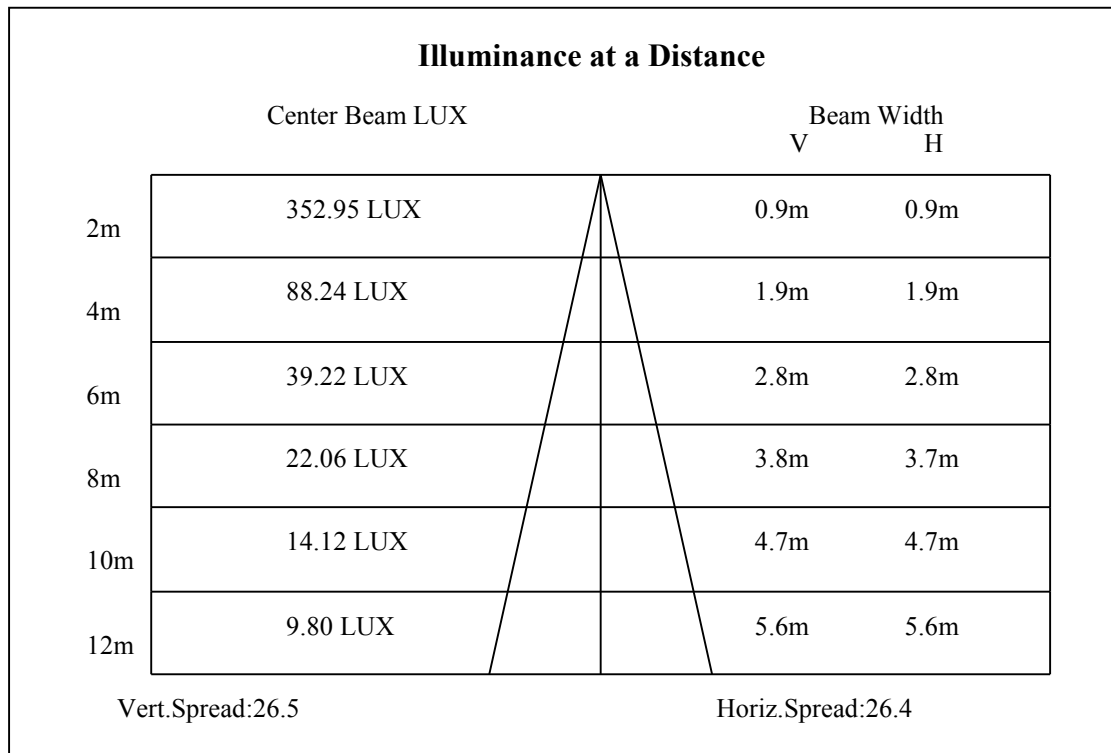 Illuminance at a Distance
Center Beam LUX Beam Width
V H
2m 352.95 LUX 0.9m 0.9m
4m 88.24 LUX 1.9m 1.9m
6m 39.22 LUX 2.8m 2.8m
8m 22.06 LUX 3.8m 3.7m
10m 14.12 LUX 4.7m 4.7m
12m 9.80 LUX 5.6m 5.6m
Vert.Spread:26.5 Horiz.Spread:26.4